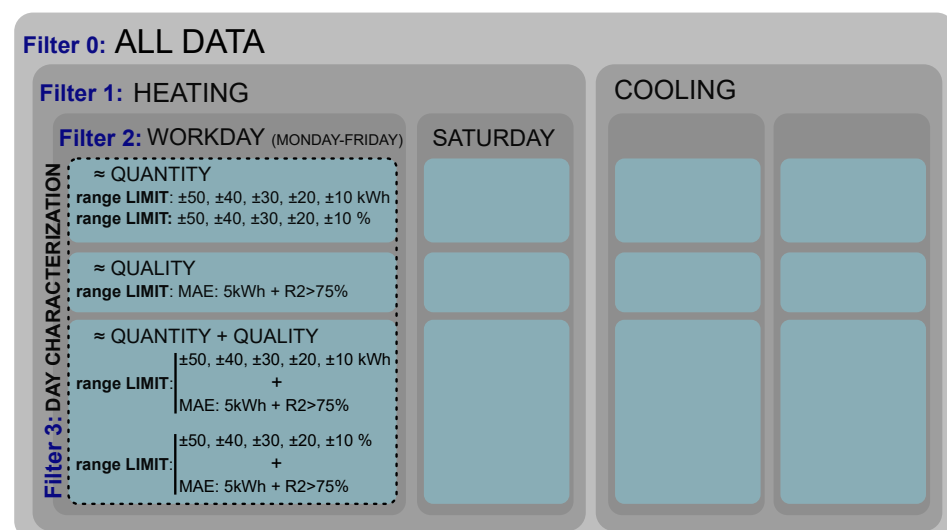 Filter 0: ALL DATA
Filter 1: HEATING
COOLING
Filter 2: WORKDAY (MONDAY-FRIDAY)
SATURDAY
Filter 3: DAY CHARACTERIZATION
≈ QUANTITY
range LIMIT: ±50, ±40, ±30, ±20, ±10 kWh
range LIMIT: ±50, ±40, ±30, ±20, ±10 %
≈ QUALITY
range LIMIT: MAE: 5kWh + R2>75%
≈ QUANTITY + QUALITY
±50, ±40, ±30, ±20, ±10 kWh
range LIMIT: +
MAE: 5kWh + R2>75%
±50, ±40, ±30, ±20, ±10 %
range LIMIT: +
MAE: 5kWh + R2>75%